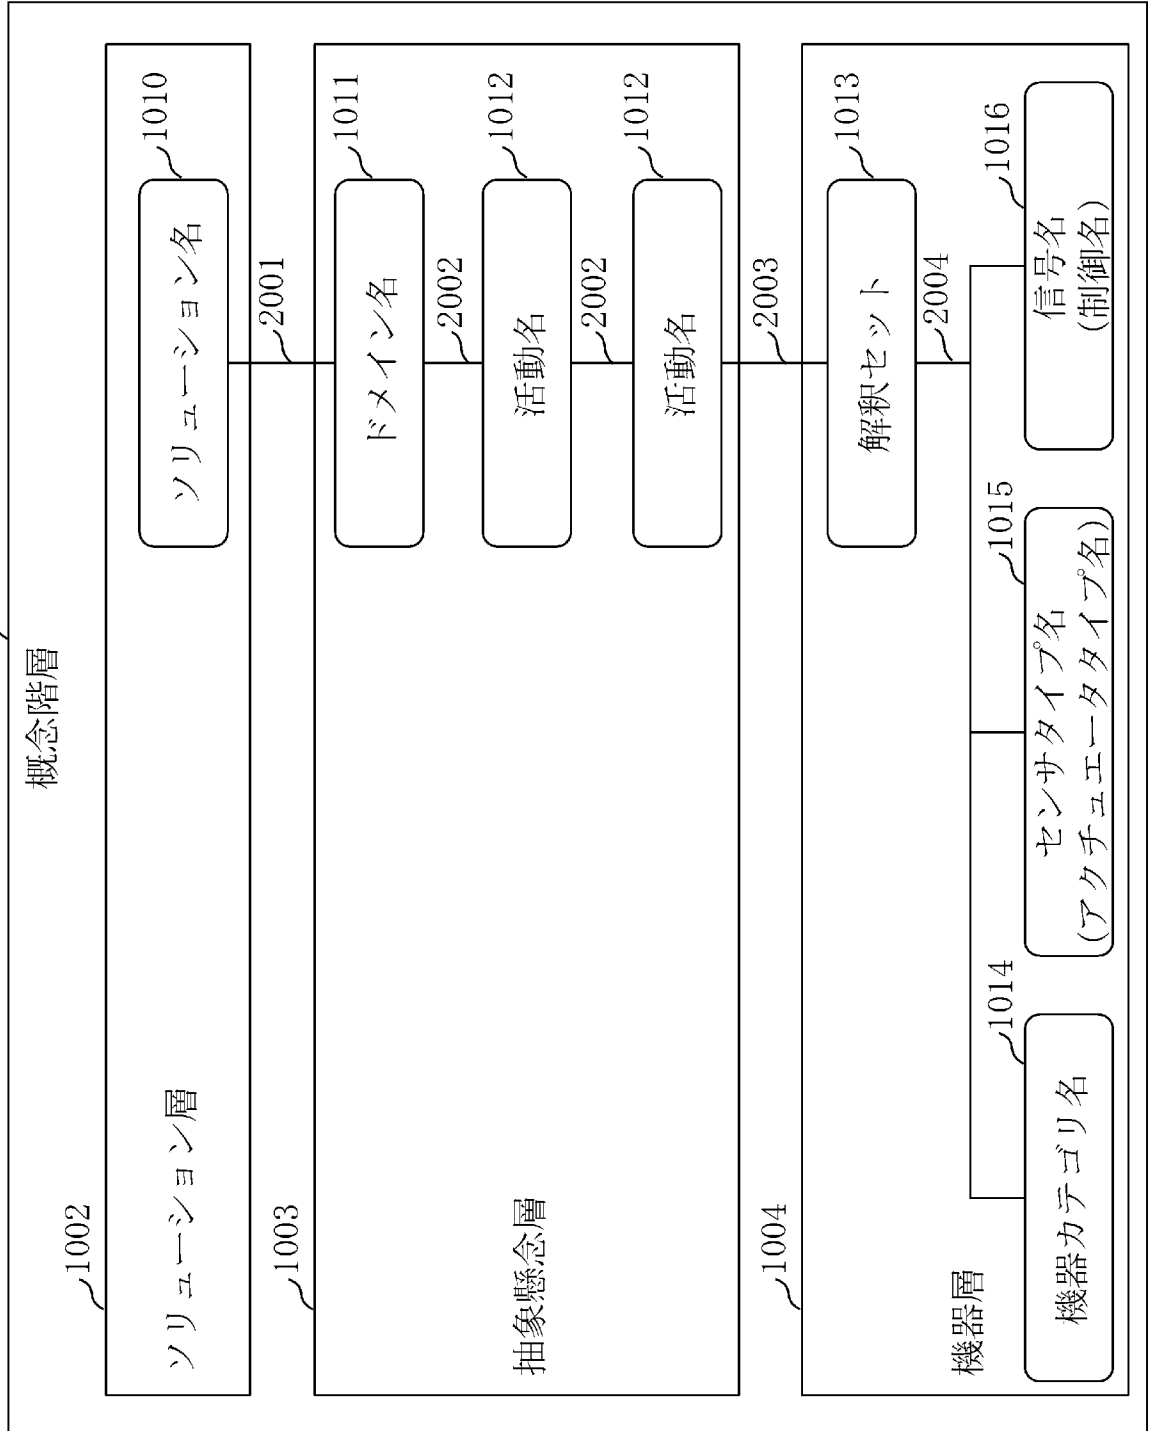 概念階層
1002
ソリューション層
ソリューション名
1010
2001
1003
抽象懸念層
ドメイン名
1011
2002
活動名
1012
2002
活動名
1012
2003
1004
機器層
解釈セット
1013
2004
機器カテゴリ名
1014
センサタイプ名
(アクチュエータタイプ名)
1015
信号名
(制御名)
1016